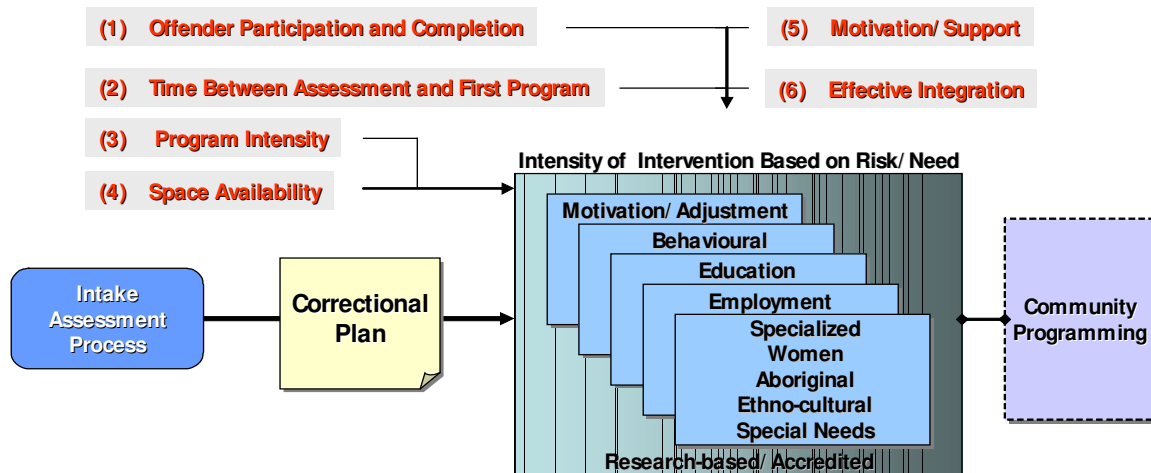 (1) Offender Participation and Completion
(5) Motivation/ Support
(2) Time Between Assessment and First Program
(6) Effective Integration
(3) Program Intensity
(4) Space Availability
Intensity of Intervention Based on Risk/ Need
Motivation/ Adjustment
Behavioural
Education
Employment
Specialized
Women
Aboriginal
Ethno-cultural
Special Needs
Research-based/ Accredited
Intake
Assessment
Process
Correctional
Plan
Community
Programming